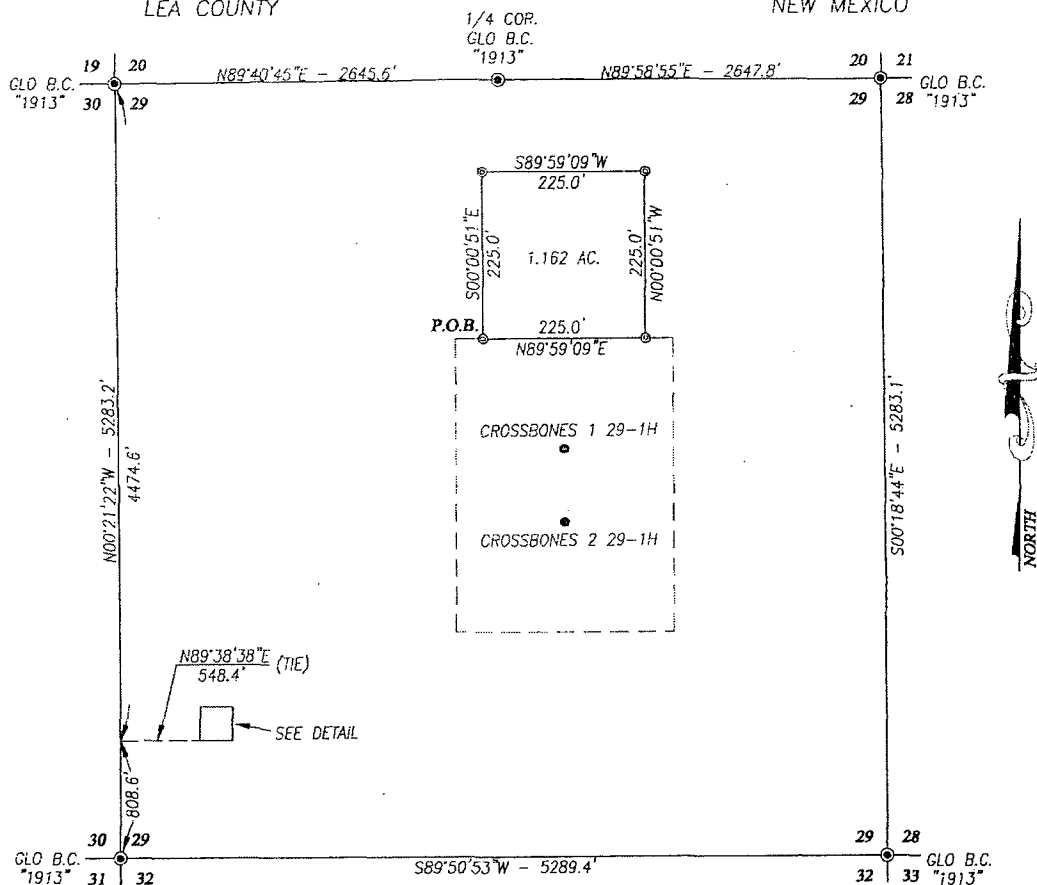 LEA COUNTY
NEW MEXICO
1/4 COR.
GLO B.C.
"1913"
19 20
GLO B.C.
"1913"
30 29
N89°40'45"E - 2645.6'
N89°58'55"E - 2647.8'
20 21
29 28
GLO B.C.
"1913"
S89°59'09"W
225.0'
S00°00'51"E
225.0'
1.162 AC.
225.0'
N00°00'51"W
P.O.B.
225.0'
N89°59'09"E
N00°21'22"W - 5283.2'
4474.6'
CROSSBONES 1 29-1H
CROSSBONES 2 29-1H
S00°18'44"E - 5283.1'
NORTH
N89°38'38"E (TIE)
548.4'
SEE DETAIL
808.6'
30 29
GLO B.C.
"1913"
31 32
S89°50'53"W - 5289.4'
29 28
32 33
GLO B.C.
"1913"